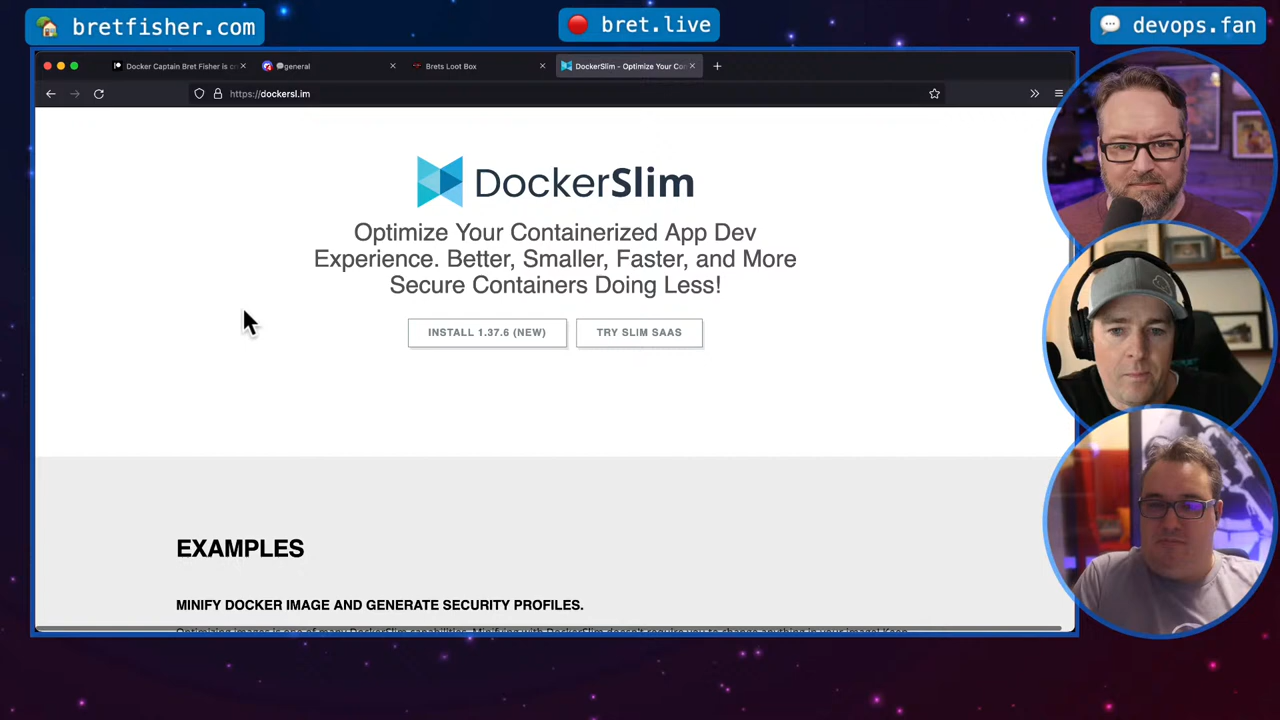 bretfisher.com
bret.live
devops.fan
Docker Captain Bret Fisher is cr
general
Brets Loot Box
DockerSlim - Optimize Your Con
https://dockersl.im
DockerSlim
Optimize Your Containerized App Dev
Experience. Better, Smaller, Faster, and More
Secure Containers Doing Less!
INSTALL 1.37.6 (NEW)
TRY SLIM SAAS
EXAMPLES
MINIFY DOCKER IMAGE AND GENERATE SECURITY PROFILES.